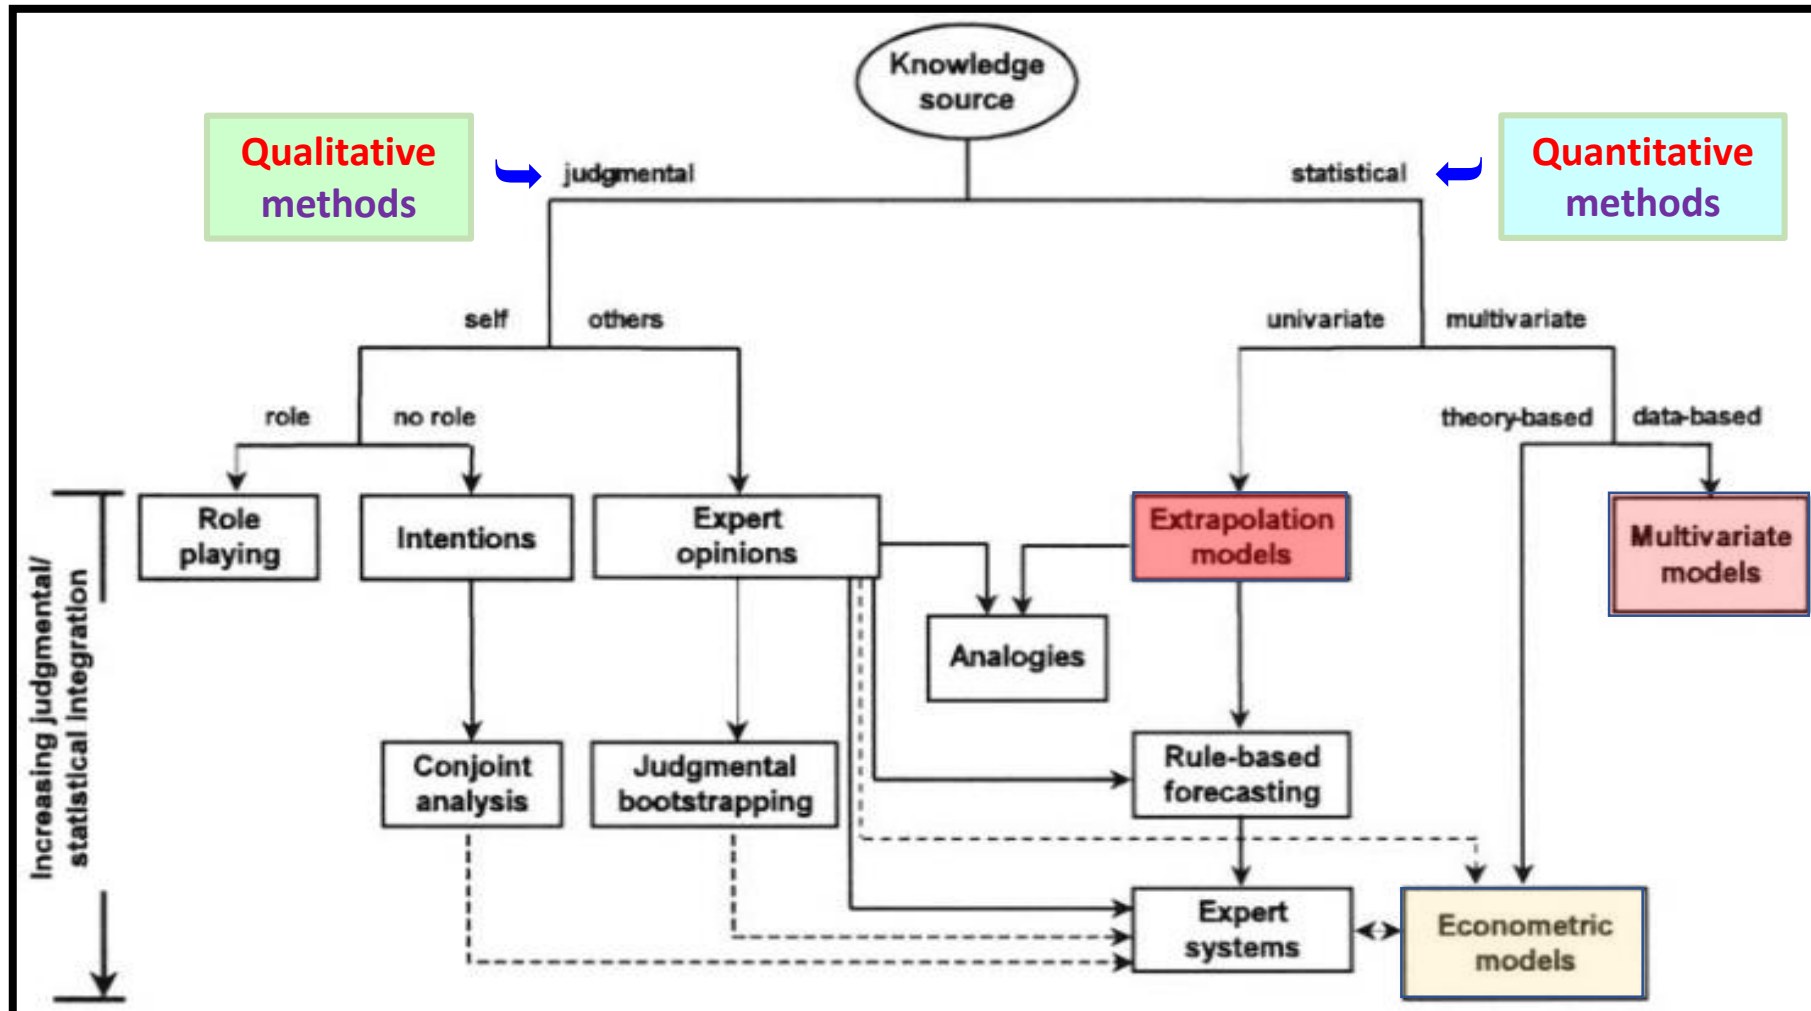 Knowledge
source
Qualitative
methods
judgmental
statistical
Quantitative
methods
self
others
univariate
multivariate
role
no role
theory-based
data-based
Role
playing
Intentions
Expert
opinions
Extrapolation
models
Multivariate
models
Analogies
Increasing judgmental/
statistical integration
Conjoint
analysis
Judgmental
bootstrapping
Rule-based
forecasting
Expert
systems
Econometric
models